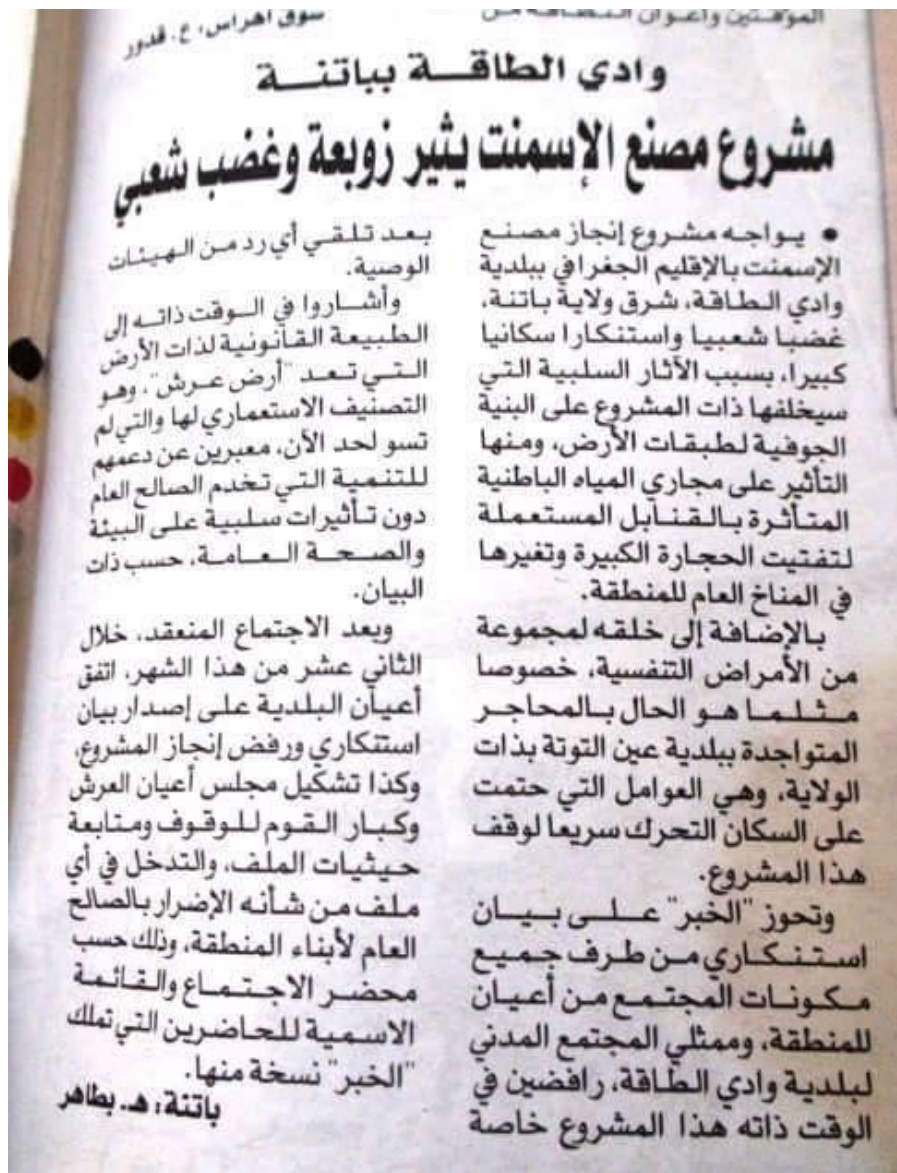 الموقتين وأعوان النظافة من
سوق أهراس، ع. قدور
وادي الطاقــة بباتنــة
مشروع مصنع الإسمنت يثير زوبعة وغضب شعبي
• يواجه مشروع إنجاز مصنع
الإسمنت بالإقليم الجغرافي ببلدية
وادي الطاقة، شرق ولاية باتنة،
غضبا شعبيا واستنكارا سكانيا
كبيرا، بسبب الآثار السلبية التي
سيخلفها ذات المشروع على البنية
الجوفية لطبقات الأرض، ومنها
التأثير على مجاري المياه الباطنية
المتأثرة بالقنابل المستعملة
لتفتيت الحجارة الكبيرة وتغيرها
في المناخ العام للمنطقة.
بالإضافة إلى خلقه لمجموعة
من الأمراض التنفسية، خصوصا
مثلما هو الحال بالمحاجر
المتواجدة ببلدية عين التوتة بذات
الولاية، وهي العوامل التي حتمت
على السكان التحرك سريعا لوقف
هذا المشروع.
وتحوز "الخبر" على بيان
استنكاري من طرف جميع
مكونات المجتمع من أعيان
للمنطقة، وممثلي المجتمع المدني
لبلدية وادي الطاقة، رافضين في
الوقت ذاته هذا المشروع خاصة
بعد تلقي أي رد من الهيئات
الوصية.
وأشاروا في الوقت ذاته إلى
الطبيعة القانونية لذات الأرض
التي تعد "أرض عرش"، وهو
التصنيف الاستعماري لها والتي لم
تسو لحد الآن، معبرين عن دعمهم
للتنمية التي تخدم الصالح العام
دون تأثيرات سلبية على البيئة
والصحة العامة، حسب ذات
البيان.
وبعد الاجتماع المنعقد، خلال
الثاني عشر من هذا الشهر، اتفق
أعيان البلدية على إصدار بيان
استنكاري ورفض إنجاز المشروع،
وكذا تشكيل مجلس أعيان العرش
وكبار القوم للوقوف ومتابعة
حيثيات الملف، والتدخل في أي
ملف من شأنه الإضرار بالصالح
العام لأبناء المنطقة، وذلك حسب
محضر الاجتماع والقائمة
الاسمية للحاضرين التي تملك
"الخبر" نسخة منها.
باتنة: هـ. بطاهر